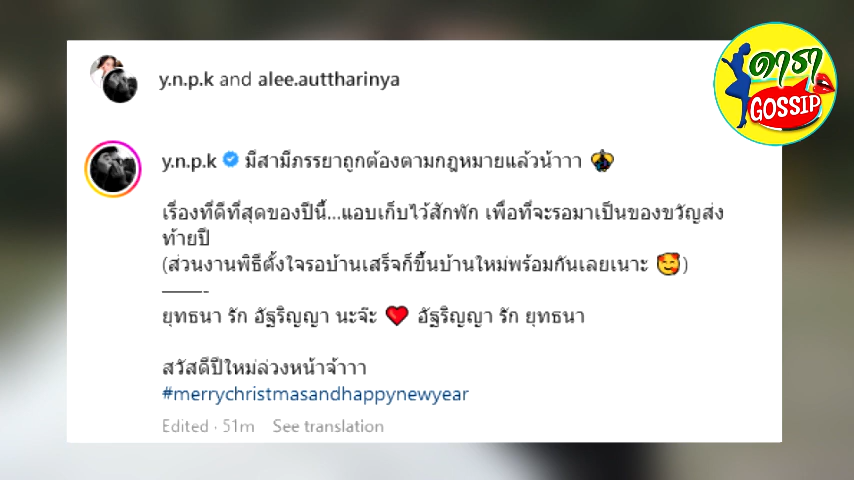 y.n.p.k and alee.auttharinya
ดารา
GOSSIP
y.n.p.k มีสามีภรรยาถูกต้องตามกฎหมายแล้วน้าาา
เรื่องที่ดีที่สุดของปีนี้...แอบเก็บไว้สักพัก เพื่อที่จะรอมาเป็นของขวัญส่ง
ท้ายปี
(ส่วนงานพิธีตั้งใจรอบ้านเสร็จก็ขึ้นบ้านใหม่พร้อมกันเลยเนาะ 🥰)
——-
ยุทธนา รัก อัฐริญญา นะจ๊ะ ❤️ อัฐริญญา รัก ยุทธนา
สวัสดีปีใหม่ล่วงหน้าจ้าาา
#merrychristmasandhappynewyear
Edited · 51m See translation